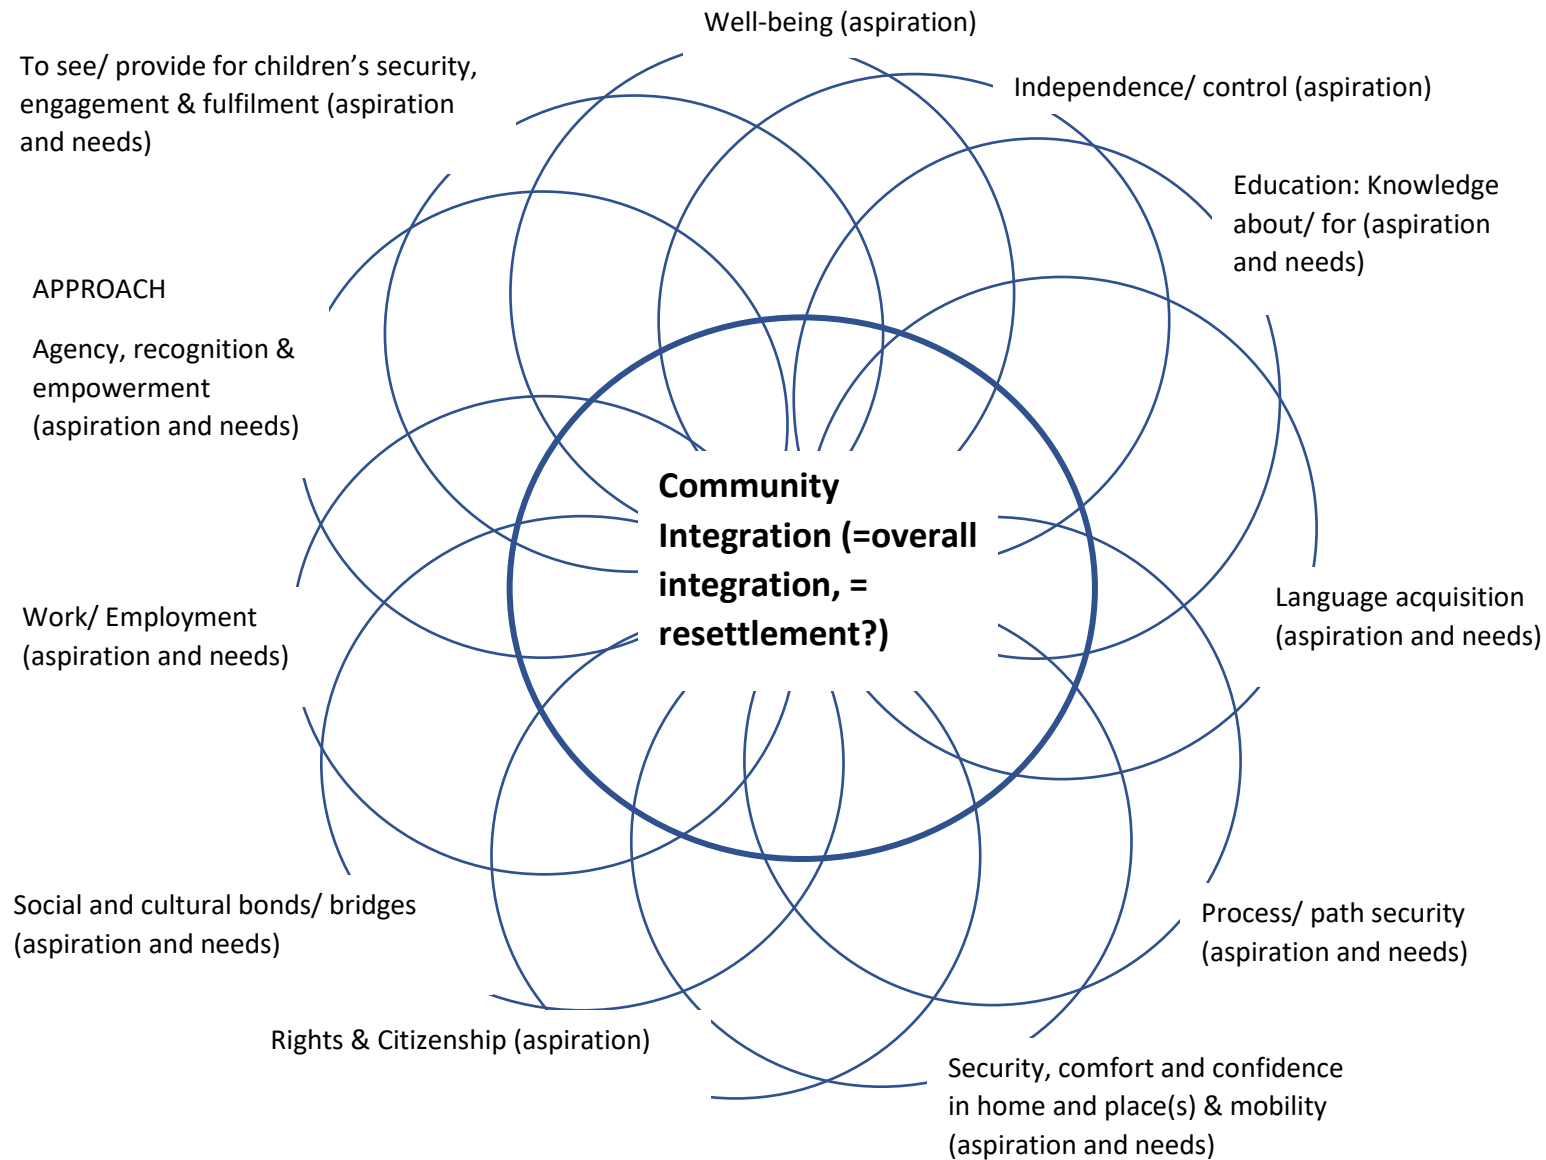 Well-being (aspiration)
To see/ provide for children’s security,
engagement & fulfilment (aspiration
and needs)
Independence/ control (aspiration)
Education: Knowledge
about/ for (aspiration
and needs)
APPROACH
Agency, recognition &
empowerment
(aspiration and needs)
Community
Integration (=overall
integration, =
resettlement?)
Work/ Employment
(aspiration and needs)
Language acquisition
(aspiration and needs)
Social and cultural bonds/ bridges
(aspiration and needs)
Process/ path security
(aspiration and needs)
Rights & Citizenship (aspiration)
Security, comfort and confidence
in home and place(s) & mobility
(aspiration and needs)